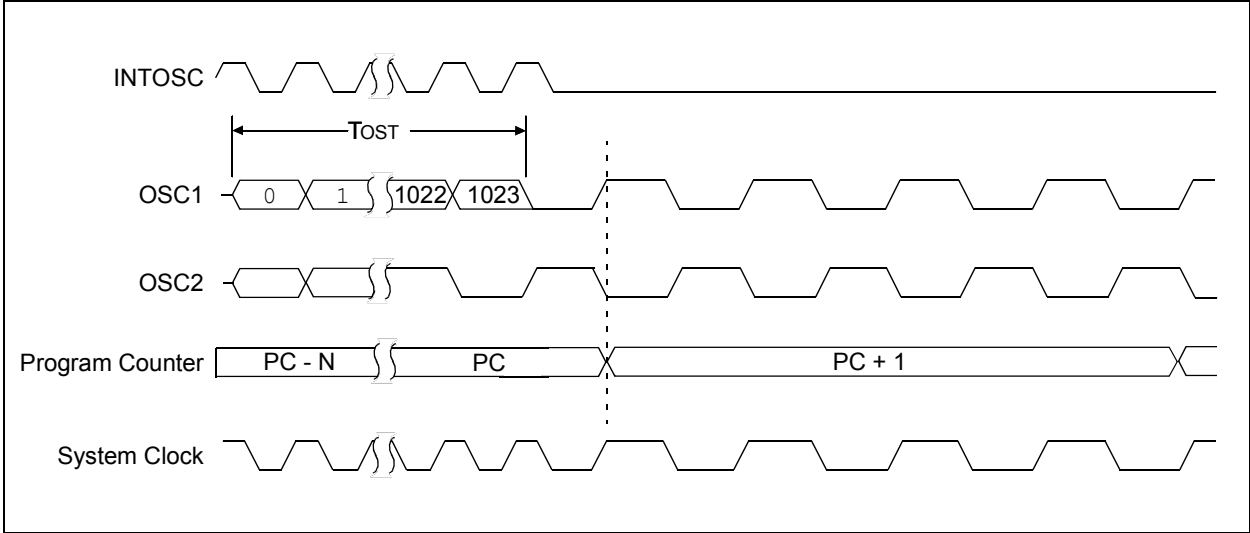 INTOSC
TOST
OSC1 0 1 1022 1023
OSC2
Program Counter PC - N PC PC + 1
System Clock